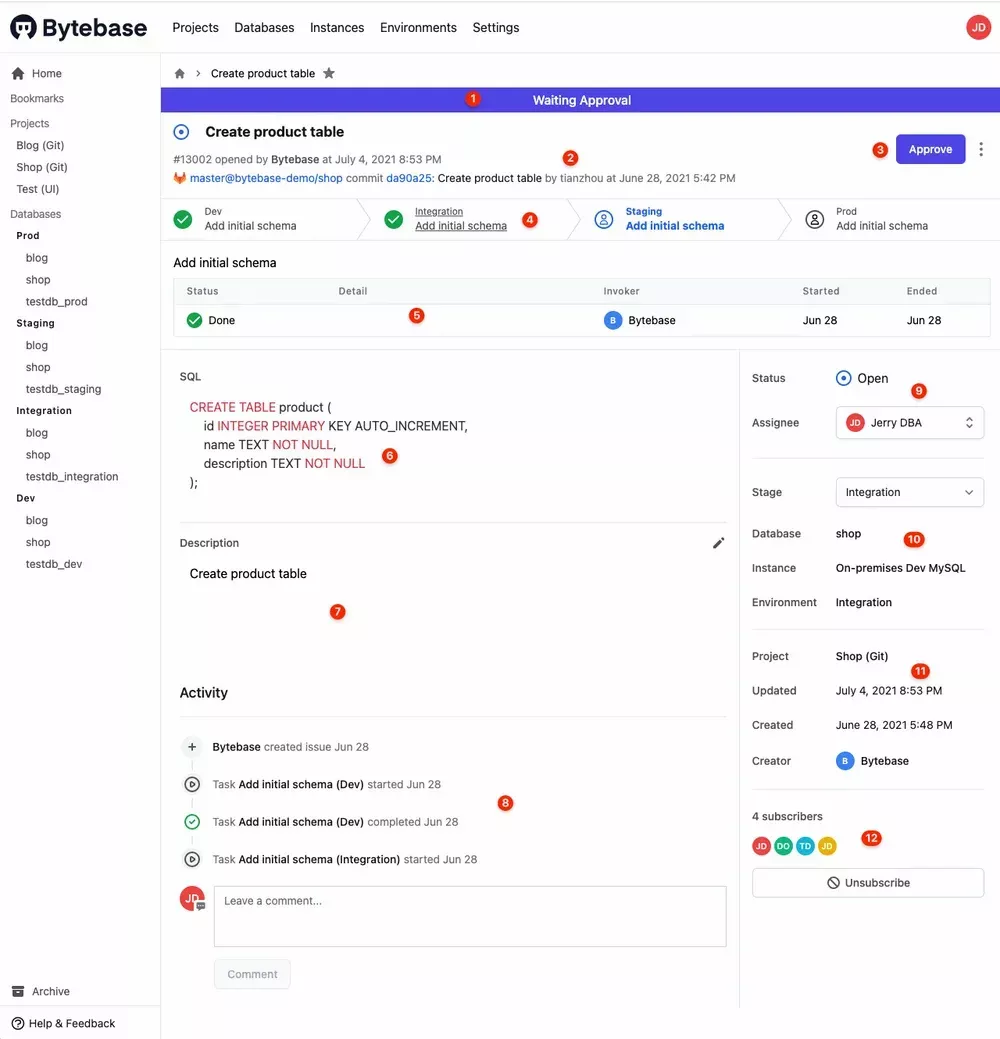 Bytebase Projects Databases Instances Environments Settings JD
Home
Bookmarks
Projects
Blog (Git)
Shop (Git)
Test (UI)
Databases
Prod
blog
shop
testdb_prod
Staging
blog
shop
testdb_staging
Integration
blog
shop
testdb_integration
Dev
blog
shop
testdb_dev
Archive
Help & Feedback
Create product table
1 Waiting Approval
Create product table
#13002 opened by Bytebase at July 4, 2021 8:53 PM 2
master@bytebase-demo/shop commit da90a25: Create product table by tianzhou at June 28, 2021 5:42 PM
3 Approve
Dev
Add initial schema
Integration
Add initial schema
4
Staging
Add initial schema
Prod
Add initial schema
Add initial schema
Status Detail Invoker Started Ended
Done 5 B Bytebase Jun 28 Jun 28
SQL
CREATE TABLE product (
id INTEGER PRIMARY KEY AUTO_INCREMENT,
name TEXT NOT NULL,
description TEXT NOT NULL
6
);
Description
Create product table
7
Activity
Bytebase created issue Jun 28
Task Add initial schema (Dev) started Jun 28
8
Task Add initial schema (Dev) completed Jun 28
Task Add initial schema (Integration) started Jun 28
JD Leave a comment...
Comment
Status Open
9
Assignee JD Jerry DBA
Stage Integration
Database shop
10
Instance On-premises Dev MySQL
Environment Integration
Project Shop (Git)
11
Updated July 4, 2021 8:53 PM
Created June 28, 2021 5:48 PM
Creator B Bytebase
4 subscribers
JD DO TD JD 12
Unsubscribe